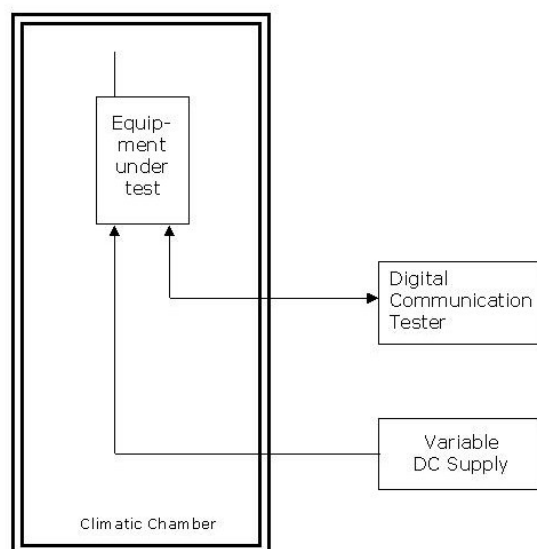 Equip-
ment
under
test
Digital
Communication
Tester
Variable
DC Supply
Climatic Chamber